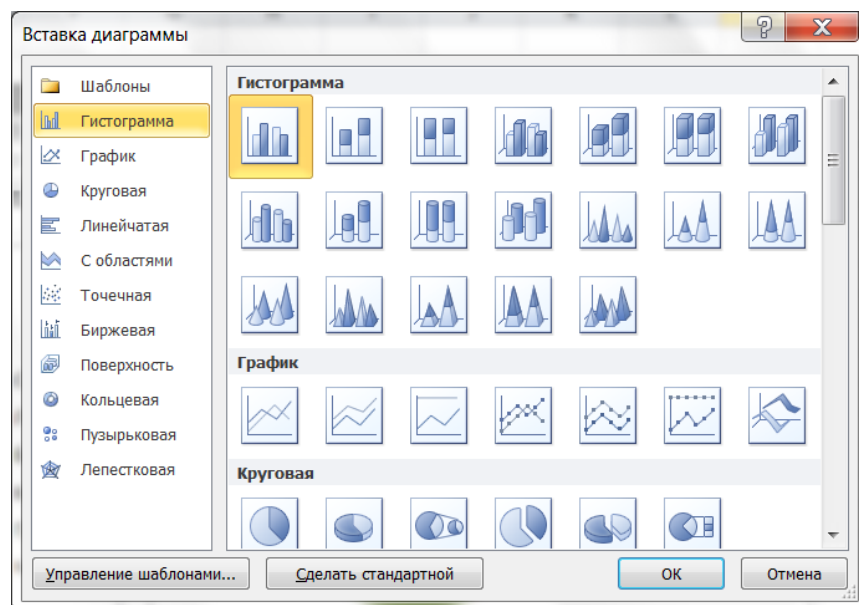 Вставка диаграммы
Шаблоны
Гистограмма
График
Круговая
Линейчатая
С областями
Точечная
Биржевая
Поверхность
Кольцевая
Пузырьковая
Лепестковая
Гистограмма
График
Круговая
Управление шаблонами...
Сделать стандартной
ОК
Отмена